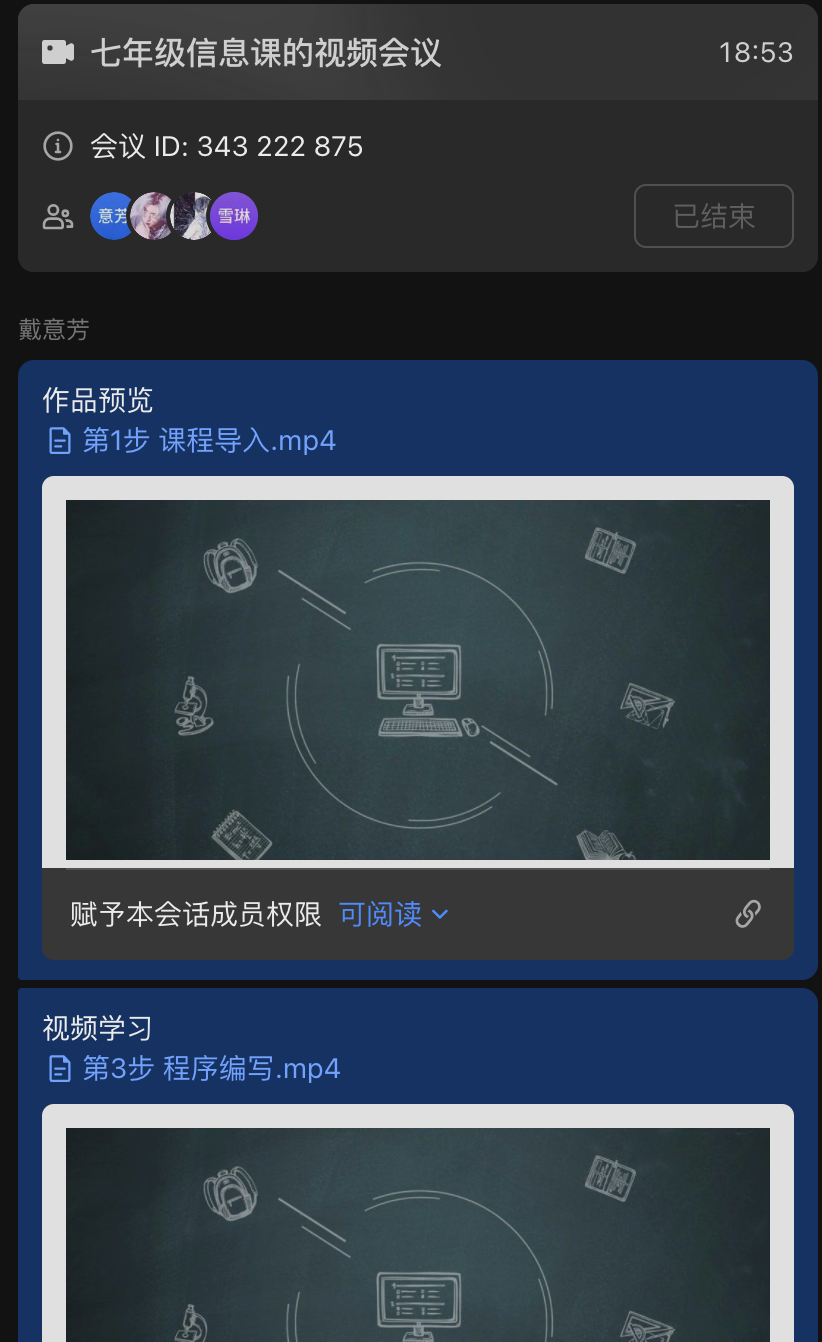 七年级信息课的视频会议
18:53
会议 ID: 343 222 875
意芳
雪琳
已结束
戴意芳
作品预览
第1步 课程导入.mp4
赋予本会话成员权限 可阅读
视频学习
第3步 程序编写.mp4